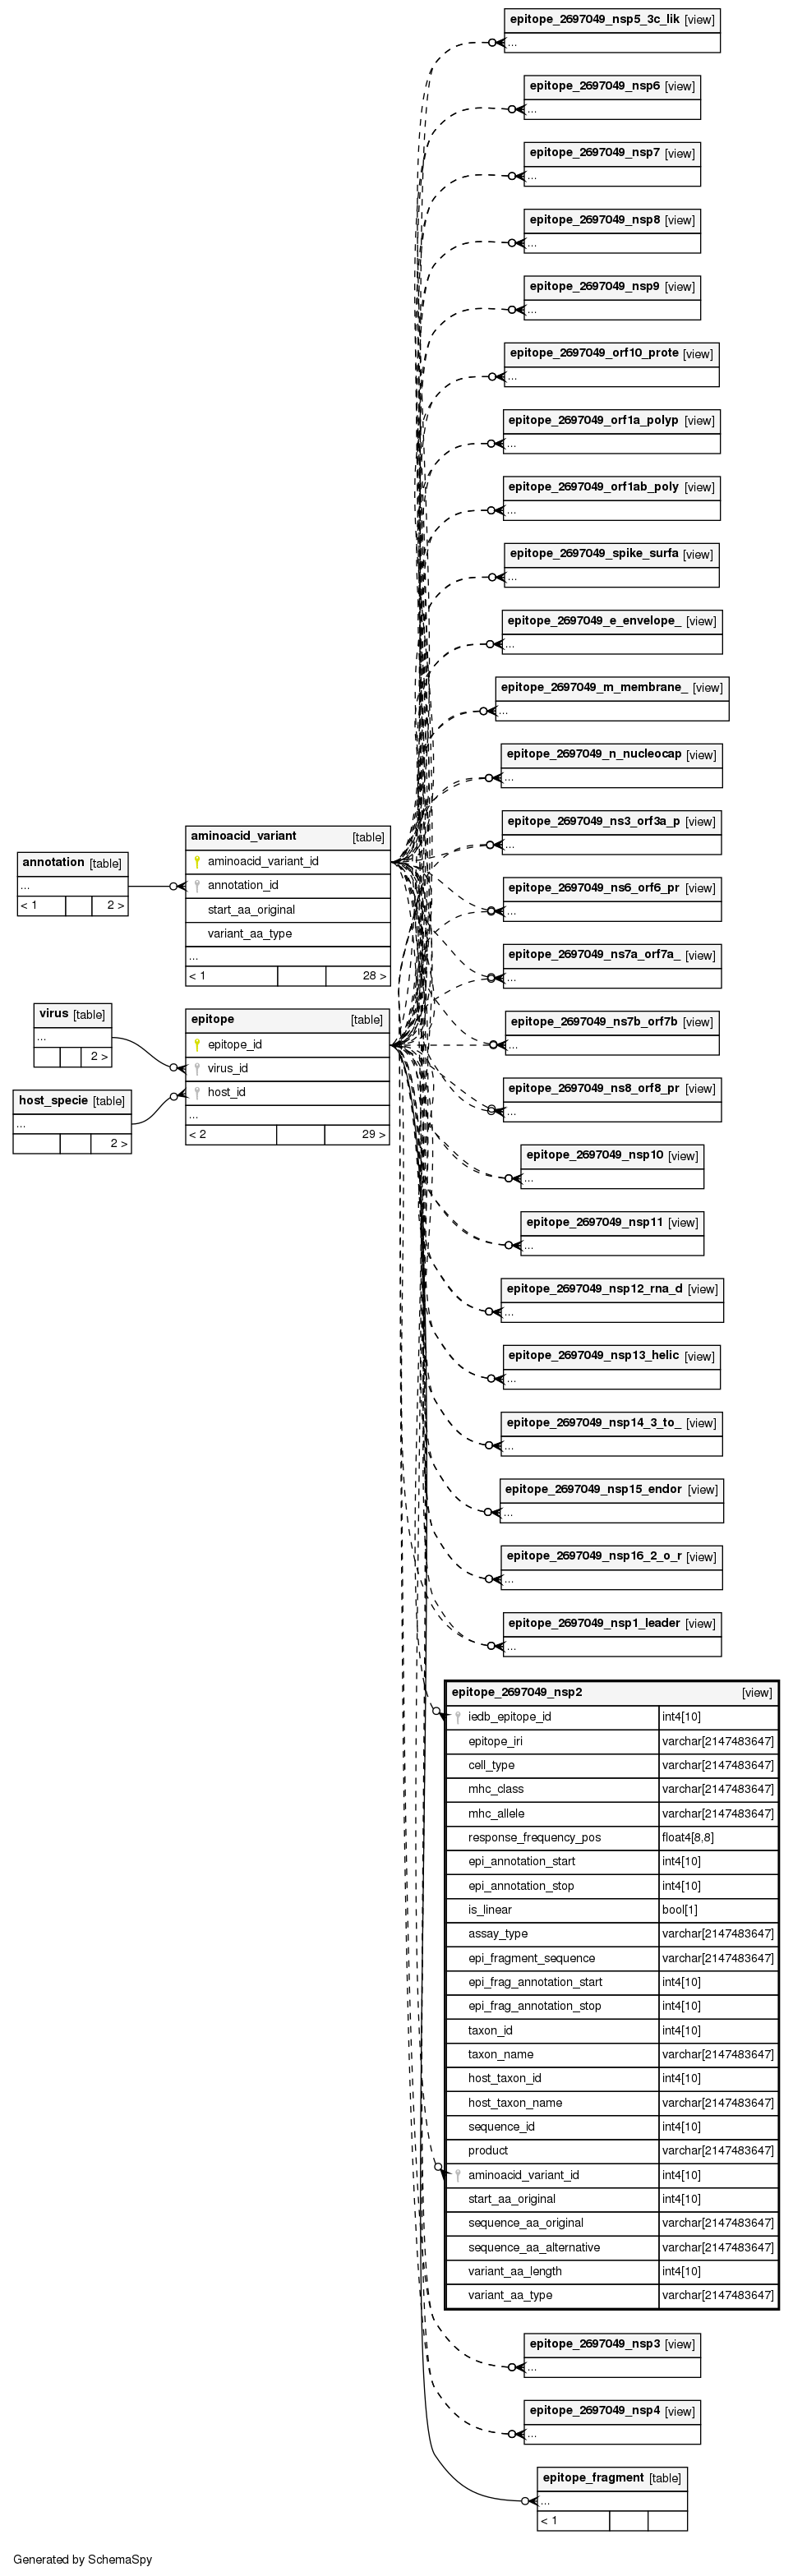 epitope_2697049_nsp5_3c_lik [view]
...
epitope_2697049_nsp6 [view]
...
epitope_2697049_nsp7 [view]
...
epitope_2697049_nsp8 [view]
...
epitope_2697049_nsp9 [view]
...
epitope_2697049_orf10_prote [view]
...
epitope_2697049_orf1a_polyp [view]
...
epitope_2697049_orf1ab_poly [view]
...
epitope_2697049_spike_surfa [view]
...
epitope_2697049_e_envelope_ [view]
...
epitope_2697049_m_membrane_ [view]
...
epitope_2697049_n_nucleocap [view]
...
epitope_2697049_ns3_orf3a_p [view]
...
epitope_2697049_ns6_orf6_pr [view]
...
epitope_2697049_ns7a_orf7a_ [view]
...
epitope_2697049_ns7b_orf7b [view]
...
epitope_2697049_ns8_orf8_pr [view]
...
epitope_2697049_nsp10 [view]
...
epitope_2697049_nsp11 [view]
...
epitope_2697049_nsp12_rna_d [view]
...
epitope_2697049_nsp13_helic [view]
...
epitope_2697049_nsp14_3_to_ [view]
...
epitope_2697049_nsp15_endor [view]
...
epitope_2697049_nsp16_2_o_r [view]
...
epitope_2697049_nsp1_leader [view]
...
annotation [table]
...
< 1 2 >
virus [table]
...
2 >
host_specie [table]
...
2 >
aminoacid_variant [table]
aminoacid_variant_id
annotation_id
start_aa_original
variant_aa_type
...
< 1 28 >
epitope [table]
epitope_id
virus_id
host_id
...
< 2 29 >
epitope_2697049_nsp2 [view]
iedb_epitope_id int4[10]
epitope_iri varchar[2147483647]
cell_type varchar[2147483647]
mhc_class varchar[2147483647]
mhc_allele varchar[2147483647]
response_frequency_pos float4[8,8]
epi_annotation_start int4[10]
epi_annotation_stop int4[10]
is_linear bool[1]
assay_type varchar[2147483647]
epi_fragment_sequence varchar[2147483647]
epi_frag_annotation_start int4[10]
epi_frag_annotation_stop int4[10]
taxon_id int4[10]
taxon_name varchar[2147483647]
host_taxon_id int4[10]
host_taxon_name varchar[2147483647]
sequence_id int4[10]
product varchar[2147483647]
aminoacid_variant_id int4[10]
start_aa_original int4[10]
sequence_aa_original varchar[2147483647]
sequence_aa_alternative varchar[2147483647]
variant_aa_length int4[10]
variant_aa_type varchar[2147483647]
epitope_2697049_nsp3 [view]
...
epitope_2697049_nsp4 [view]
...
epitope_fragment [table]
...
< 1
Generated by SchemaSpy